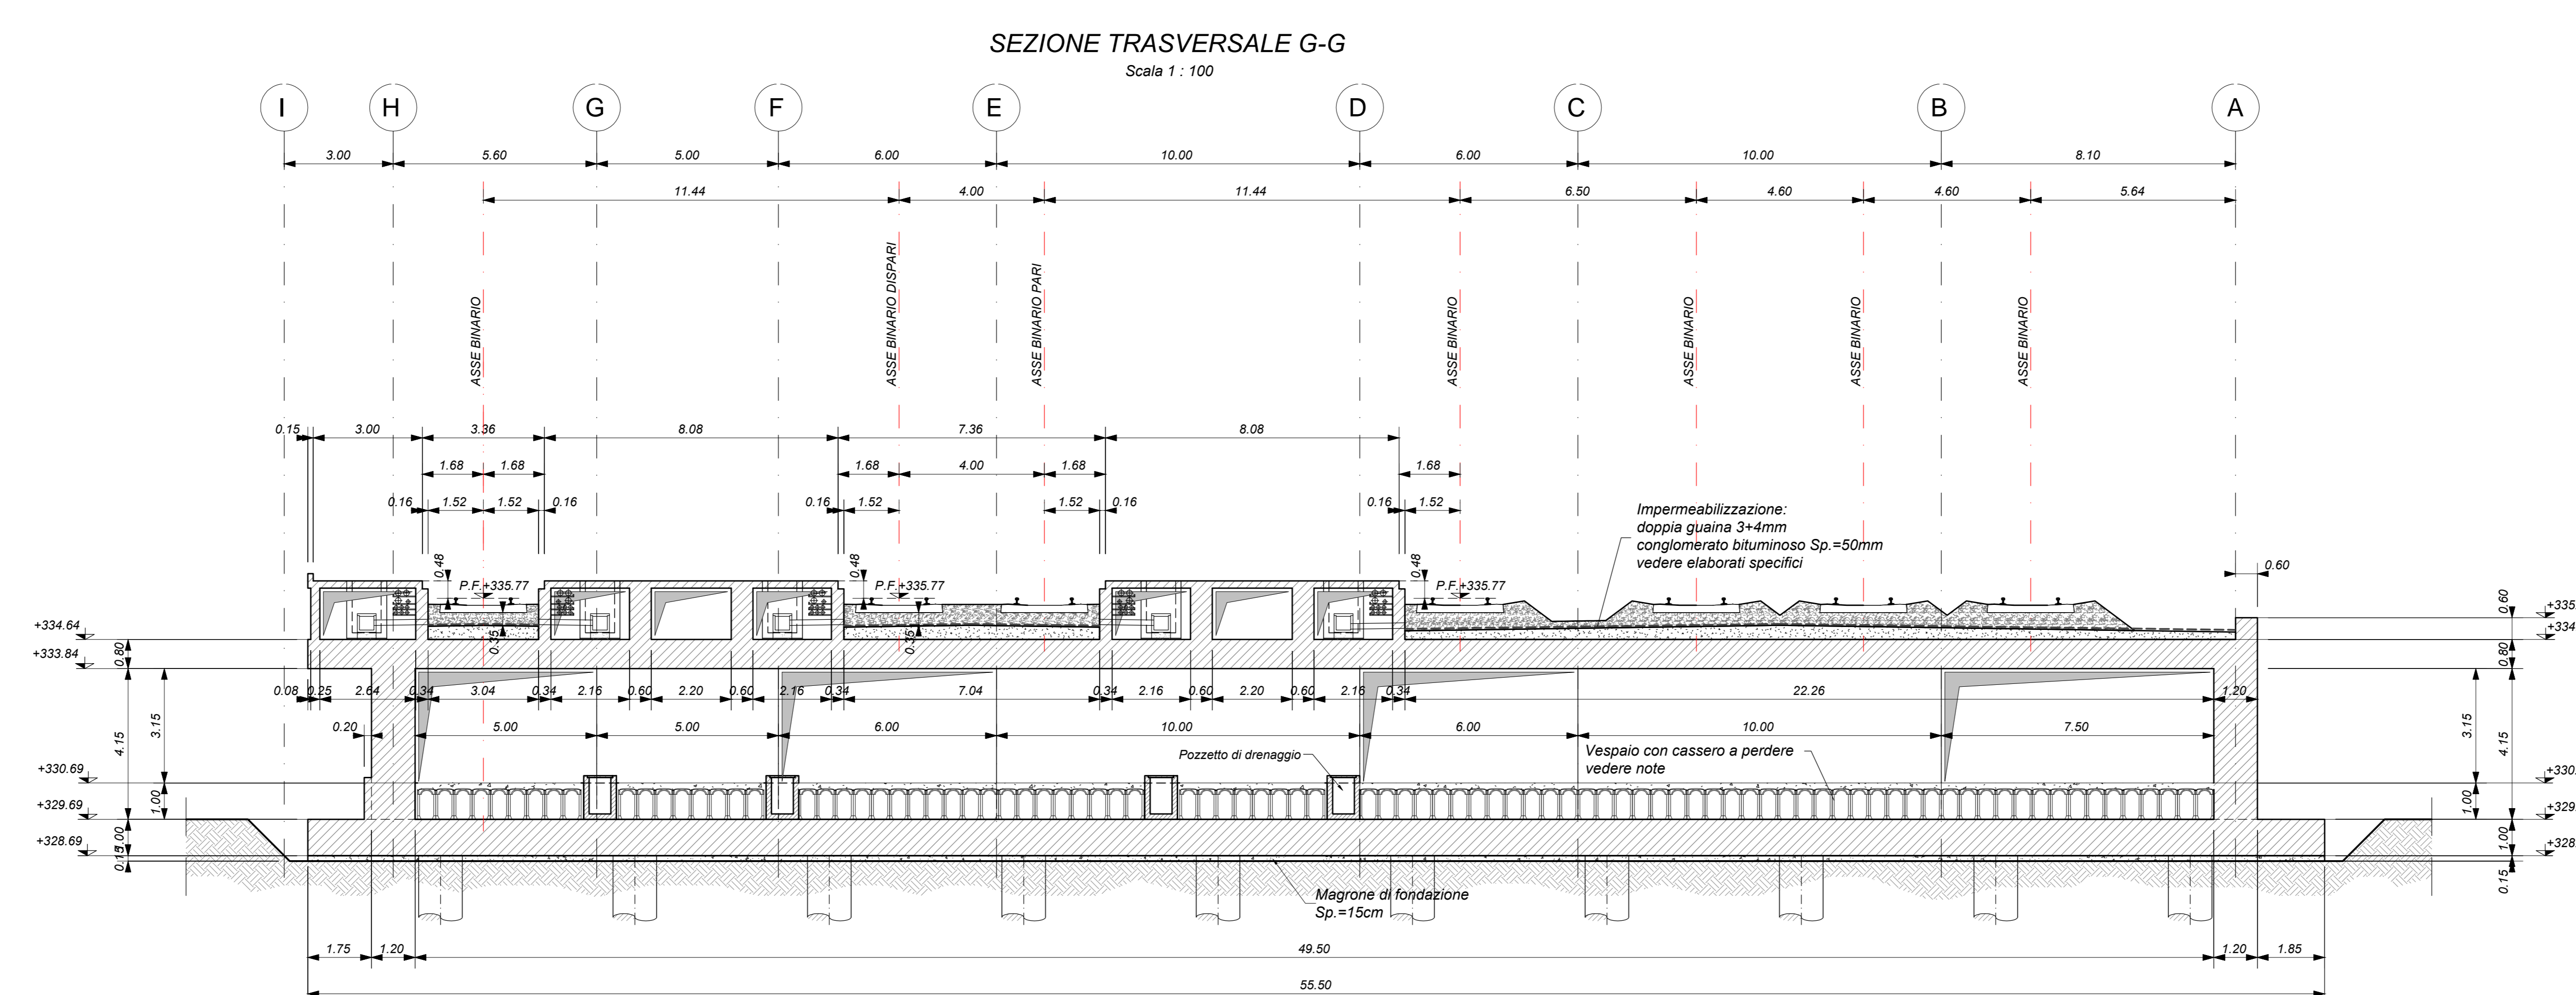 SEZIONE TRASVERSALE G-G
Scala 1 : 100
I H G F E D C B A
3.00 5.60 5.00 6.00 10.00 6.00 10.00 8.10
11.44 4.00 11.44 6.50 4.60 4.60 5.64
ASSE BINARIO
ASSE BINARIO DISPARI
ASSE BINARIO PARI
ASSE BINARIO
ASSE BINARIO
ASSE BINARIO
ASSE BINARIO
0.15 3.00 3.36 8.08 7.36 8.08
1.68 1.68 1.68 4.00 1.68 1.68
0.16 1.52 1.52 0.16 0.16 1.52 1.52 0.16 0.16 1.52
Impermeabilizzazione:
doppia guaina 3+4mm
conglomerato bituminoso Sp.=50mm
vedere elaborati specifici
0.48 0.48 0.48 0.60
P.F.+335.77 P.F.+335.77 P.F.+335.77
0.60 +335.
+334.64 0.35 0.35 +334
+333.84 0.80 0.80
0.08 0.25 2.64 0.34 3.04 0.34 2.16 0.60 2.20 0.60 2.16 0.34 7.04 0.34 2.16 0.60 2.20 0.60 2.16 0.34 22.26 1.20
0.20 5.00 5.00 6.00 10.00 6.00 10.00 7.50
4.15 3.15 3.15 4.15
Pozzetto di drenaggio
Vespaio con cassero a perdere
vedere note
+330.69 +330.
1.00 1.00
+329.69 +329.
1.00 1.00
+328.69 +328.
0.15 0.15
Magrone di fondazione
Sp.=15cm
1.75 1.20 49.50 1.20 1.85
55.50